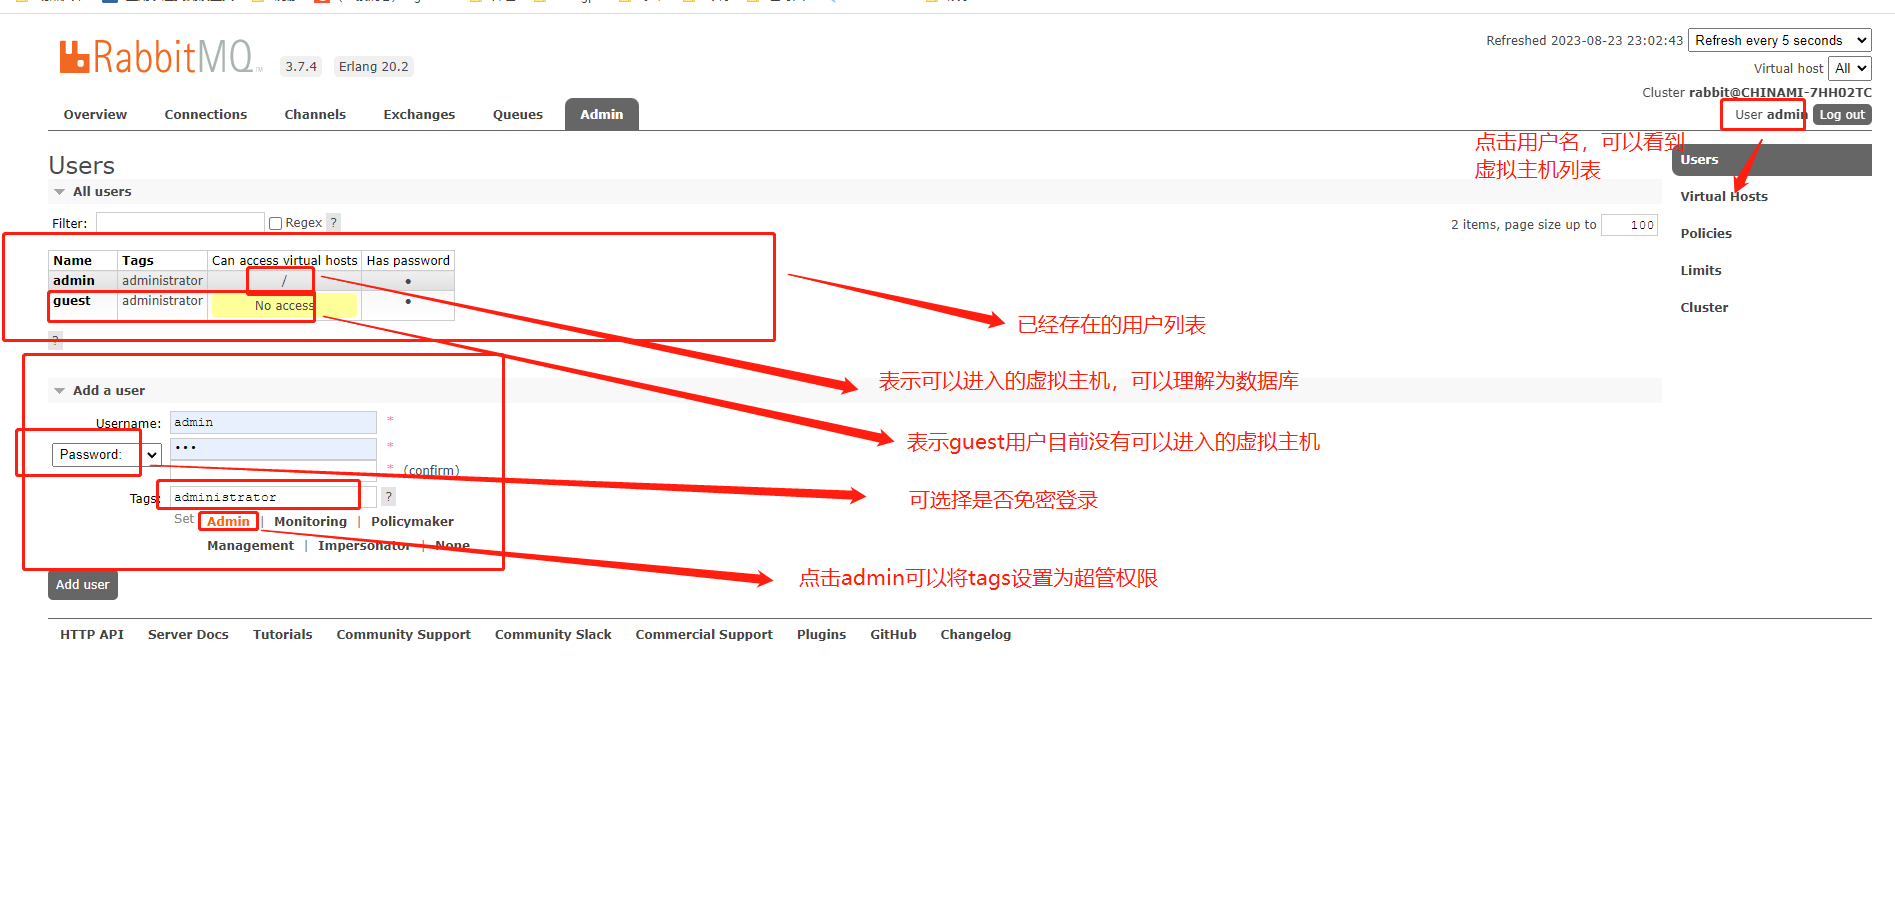 RabbitMQ TM 3.7.4 Erlang 20.2
Refreshed 2023-08-23 23:02:43 Refresh every 5 seconds
Virtual host All
Cluster rabbit@CHINAMI-7HH02TC
User admin Log out
Overview Connections Channels Exchanges Queues Admin
点击用户名，可以看到
虚拟主机列表
Users
Virtual Hosts
Policies
Limits
Cluster
Users
All users
Filter: Regex ?
2 items, page size up to 100
Name Tags Can access virtual hosts Has password
admin administrator / •
guest administrator No access •
?
已经存在的用户列表
表示可以进入的虚拟主机，可以理解为数据库
表示guest用户目前没有可以进入的虚拟主机
可选择是否免密登录
点击admin可以将tags设置为超管权限
Add a user
Username: admin *
Password: ••• *
* (confirm)
Tags: administrator ?
Set Admin | Monitoring | Policymaker
Management | Impersonator | None
Add user
HTTP API Server Docs Tutorials Community Support Community Slack Commercial Support Plugins GitHub Changelog